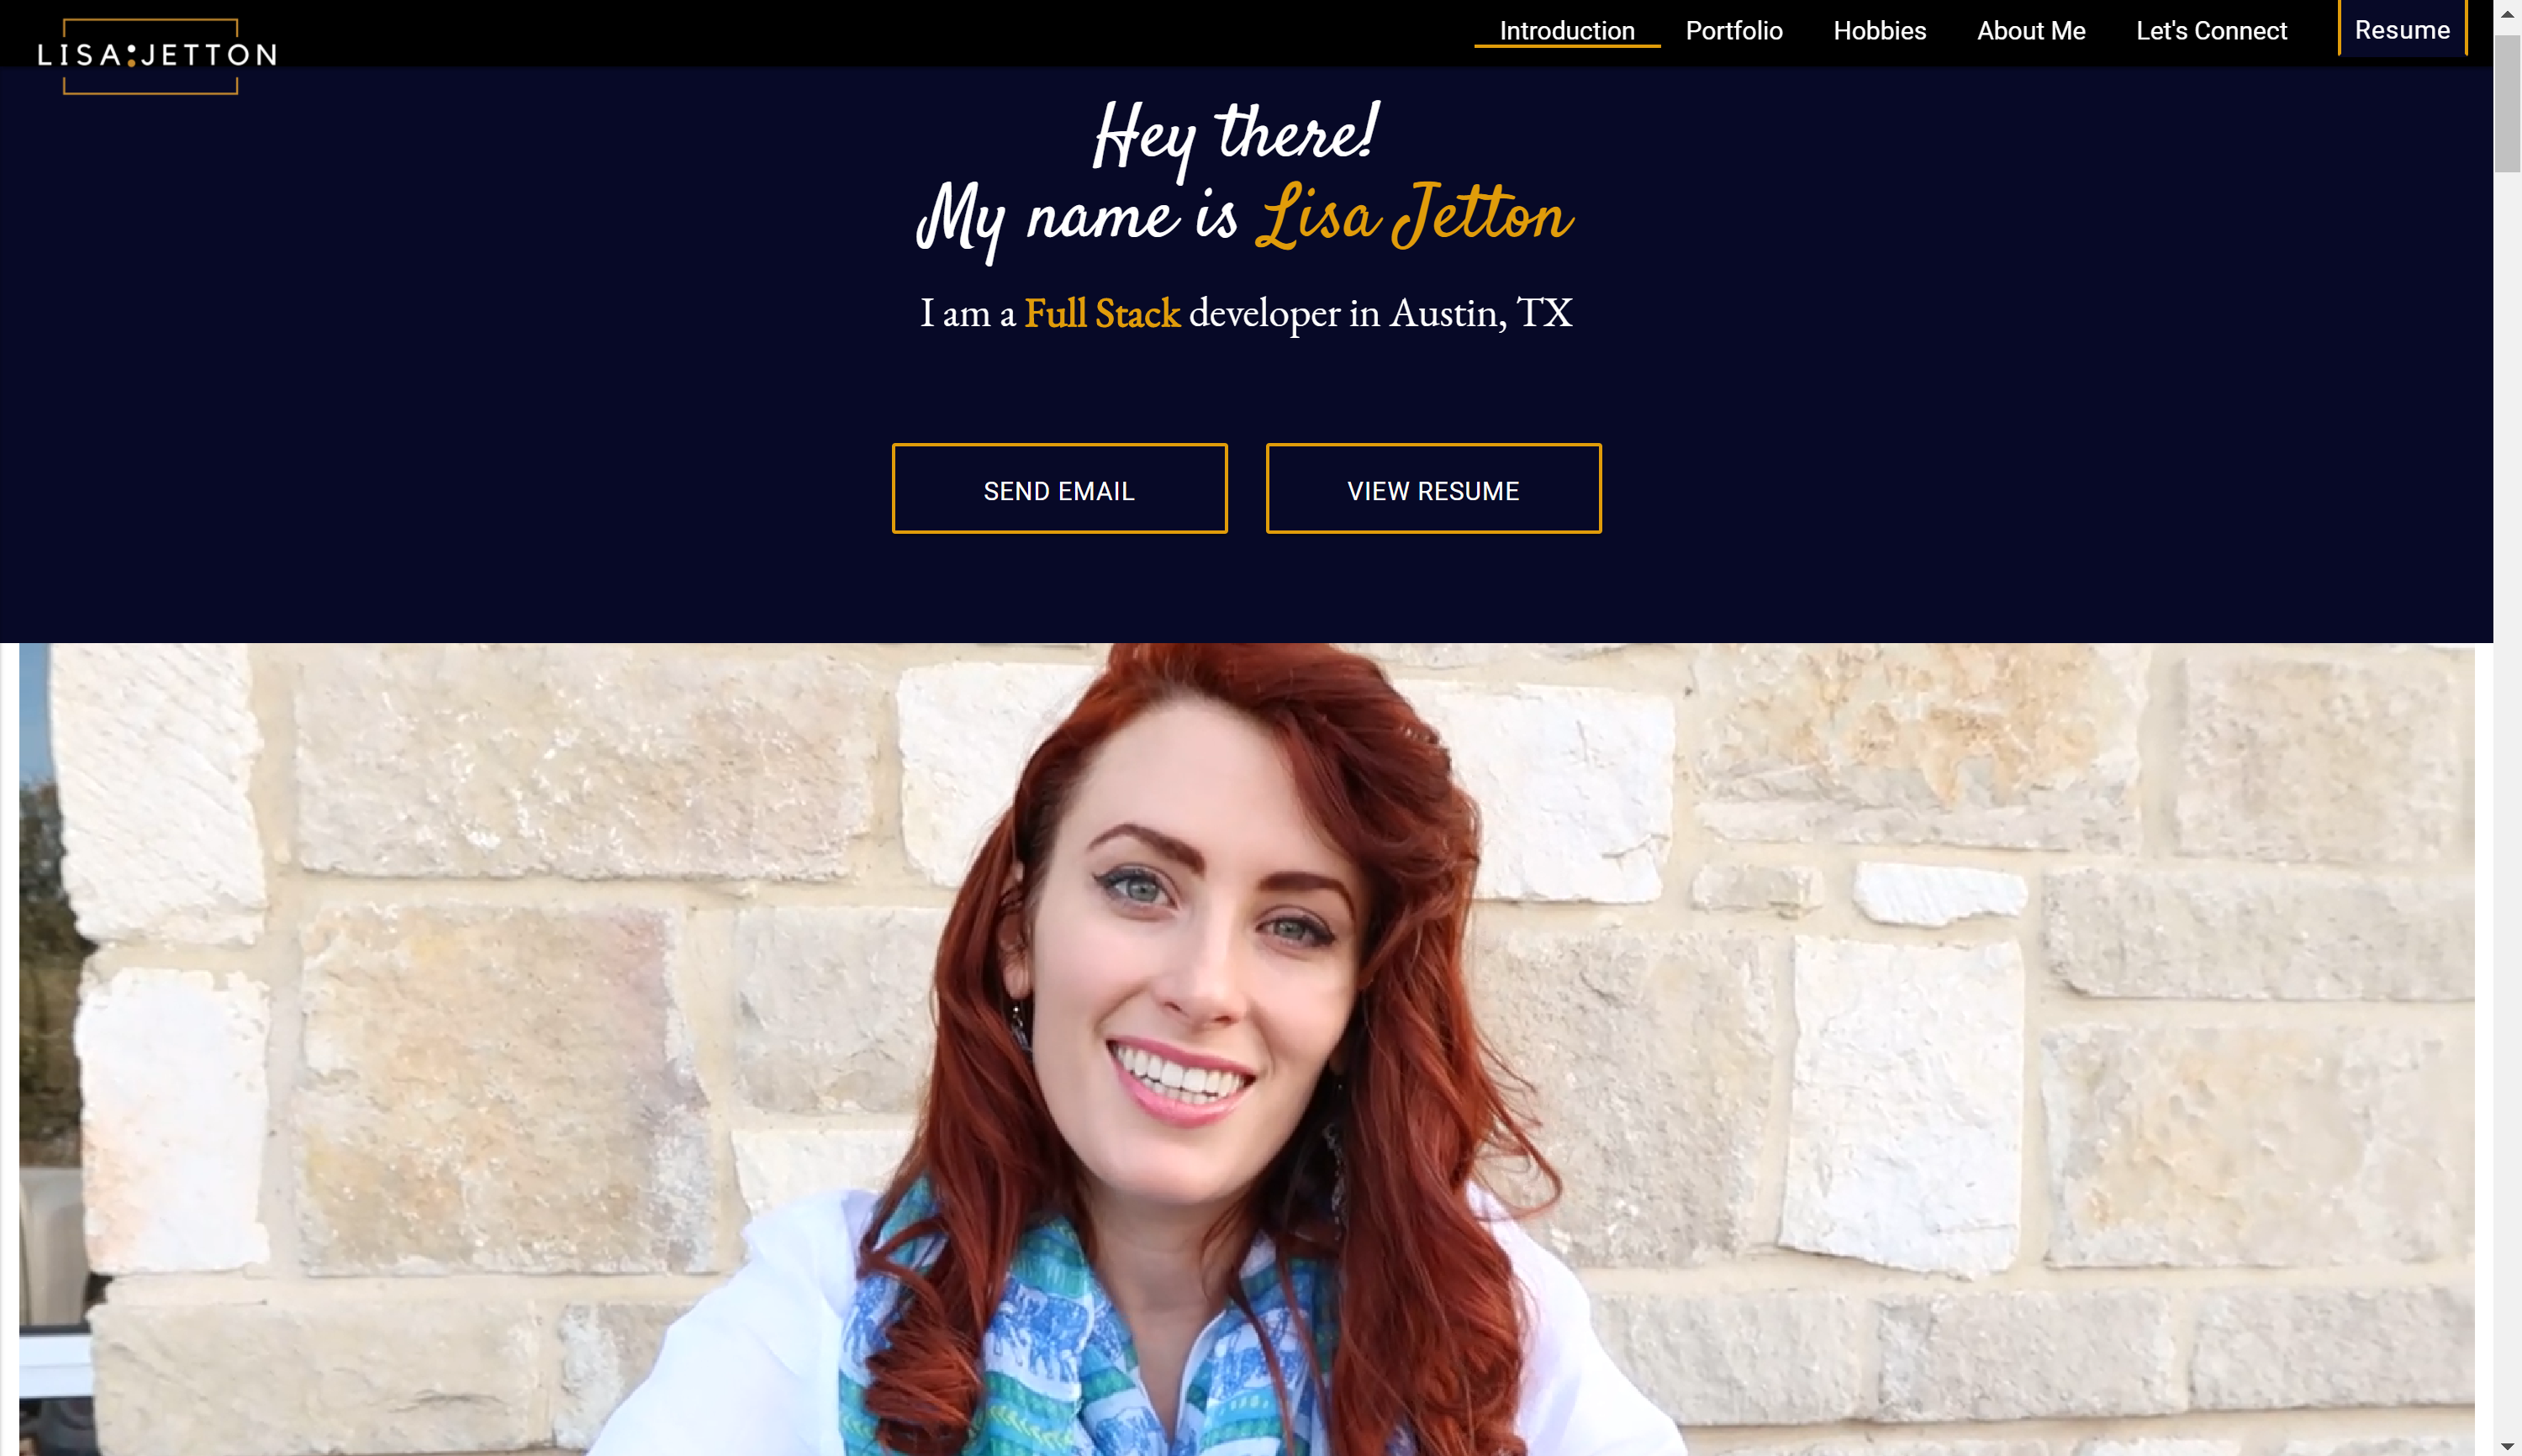 LISA:JETTON
Introduction
Portfolio
Hobbies
About Me
Let's Connect
Resume
Hey there!
My name is Lisa Jetton
I am a Full Stack developer in Austin, TX
SEND EMAIL
VIEW RESUME